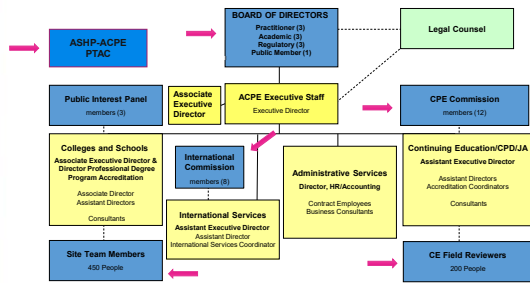 BOARD OF DIRECTORS
Practitioner (3)
Academic (3)
Regulatory (3)
Public Member (1)
Legal Counsel
ASHP-ACPE
PTAC
Associate
Executive
Director
ACPE Executive Staff
Executive Director
Public Interest Panel
members (3)
CPE Commission
members (12)
Colleges and Schools
Associate Executive Director &
Director Professional Degree
Program Accreditation
Associate Director
Assistant Directors
Consultants
International
Commission
members (8)
International Services
Assistant Executive Director
Assistant Director
International Services Coordinator
Administrative Services
Director, HR/Accounting
Contract Employees
Business Consultants
Continuing Education/CPD/JA
Assistant Executive Director
Assistant Directors
Accreditation Coordinators
Consultants
Site Team Members
450 People
CE Field Reviewers
200 People